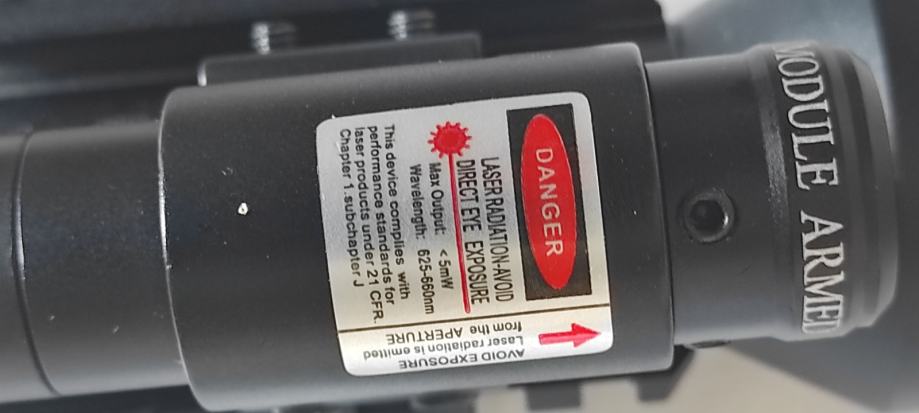 DANGER
LASER RADIATION-AVOID
DIRECT EYE EXPOSURE
Max Output: <5mW
Wavelength: 625-660nm
This device complies with
performance standards for
laser products under 21 CFR.
Chapter 1.subchapter J
AVOID EXPOSURE
Laser radiation is emitted
from the APERTURE
MODULE ARMED